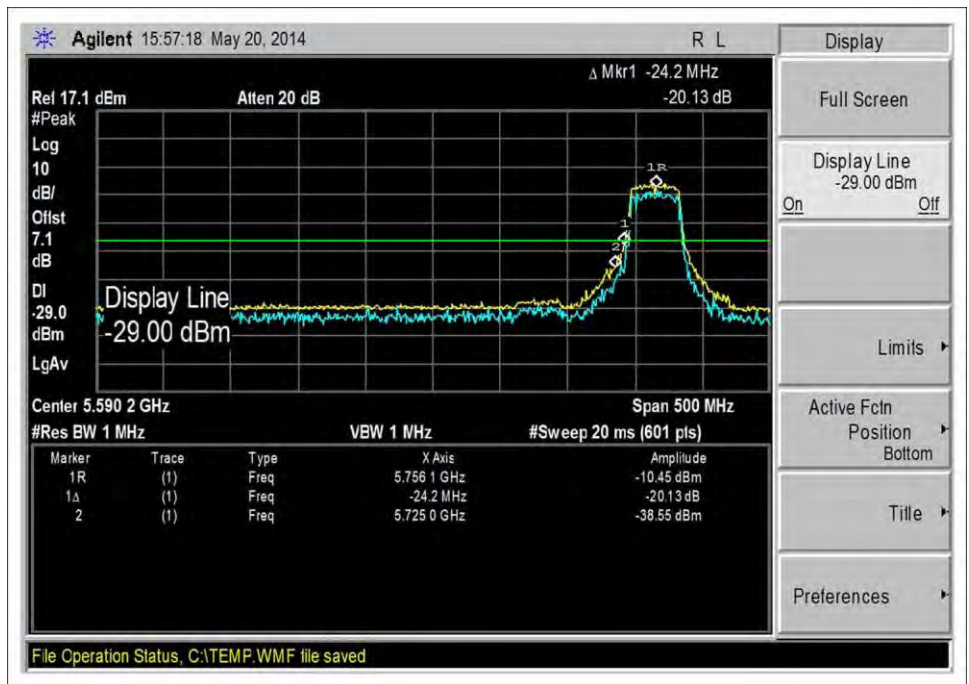 Agilent 15:57:18 May 20, 2014 R L
Display
Δ Mkr1 -24.2 MHz
Ref 17.1 dBm Atten 20 dB -20.13 dB
#Peak
Log
10
dB/
Offst
7.1
dB
DI
-29.0
dBm
LgAv
1R
1
2
Display Line
-29.00 dBm
Center 5.590 2 GHz Span 500 MHz
#Res BW 1 MHz VBW 1 MHz #Sweep 20 ms (601 pts)
Marker Trace Type X Axis Amplitude
1R (1) Freq 5.756 1 GHz -10.45 dBm
1Δ (1) Freq -24.2 MHz -20.13 dB
2 (1) Freq 5.725 0 GHz -38.55 dBm
Full Screen
Display Line
-29.00 dBm
On Off
Limits
Active Fctn
Position
Bottom
Title
Preferences
File Operation Status, C:\TEMP.WMF file saved